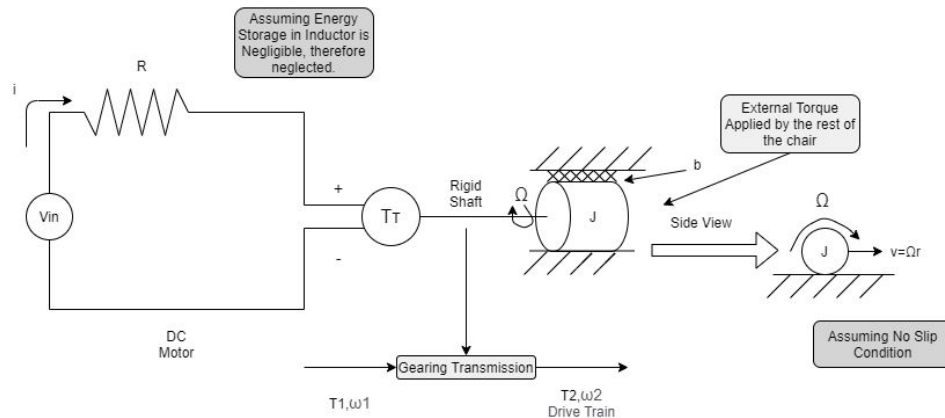 Assuming Energy
Storage in Inductor is
Negligible, therefore
neglected.
R
i
Vin
+
-
TT
Rigid
Shaft
Ω
J
b
External Torque
Applied by the rest of
the chair
Side View
Ω
J
v=Ωr
Assuming No Slip
Condition
DC
Motor
Gearing Transmission
T1,ω1
T2,ω2
Drive Train